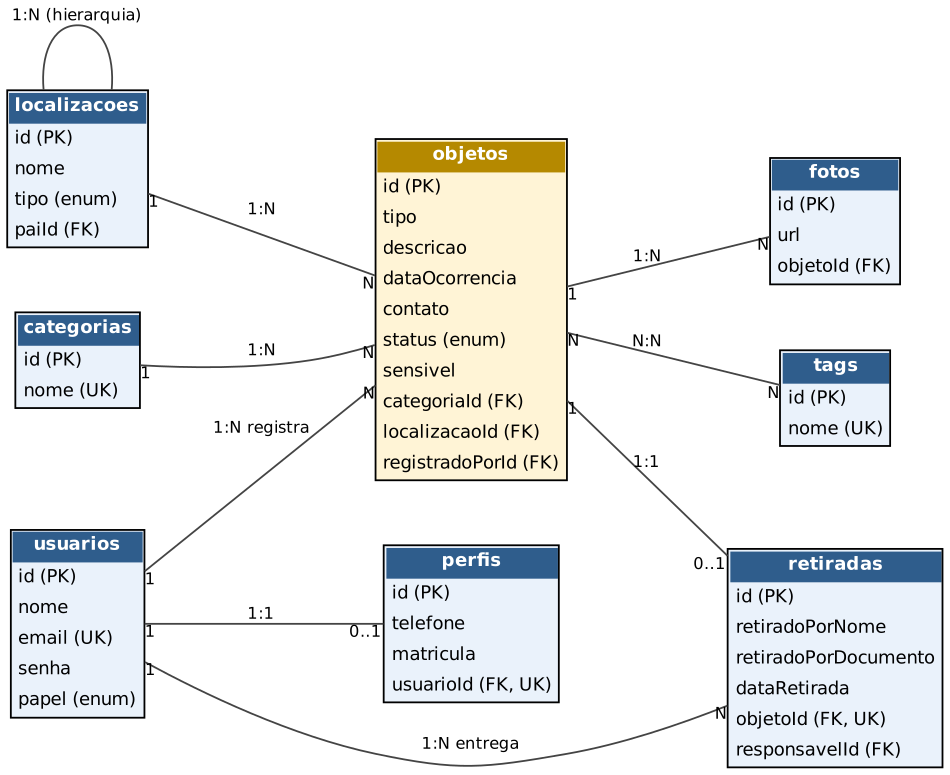 1:N (hierarquia)
localizacoes
id (PK)
nome
tipo (enum)
paiId (FK)
1
1:N
N
categorias
id (PK)
nome (UK)
1
1:N
N
objetos
id (PK)
tipo
descricao
dataOcorrencia
contato
status (enum)
sensivel
categoriaId (FK)
localizacaoId (FK)
registradoPorId (FK)
1
1:N
N
fotos
id (PK)
url
objetoId (FK)
N
N:N
N
tags
id (PK)
nome (UK)
1
1:1
0..1
N
1:N registra
1
usuarios
id (PK)
nome
email (UK)
senha
papel (enum)
1
1:1
0..1
perfis
id (PK)
telefone
matricula
usuarioId (FK, UK)
1
1:N entrega
N
retiradas
id (PK)
retiradoPorNome
retiradoPorDocumento
dataRetirada
objetoId (FK, UK)
responsavelId (FK)